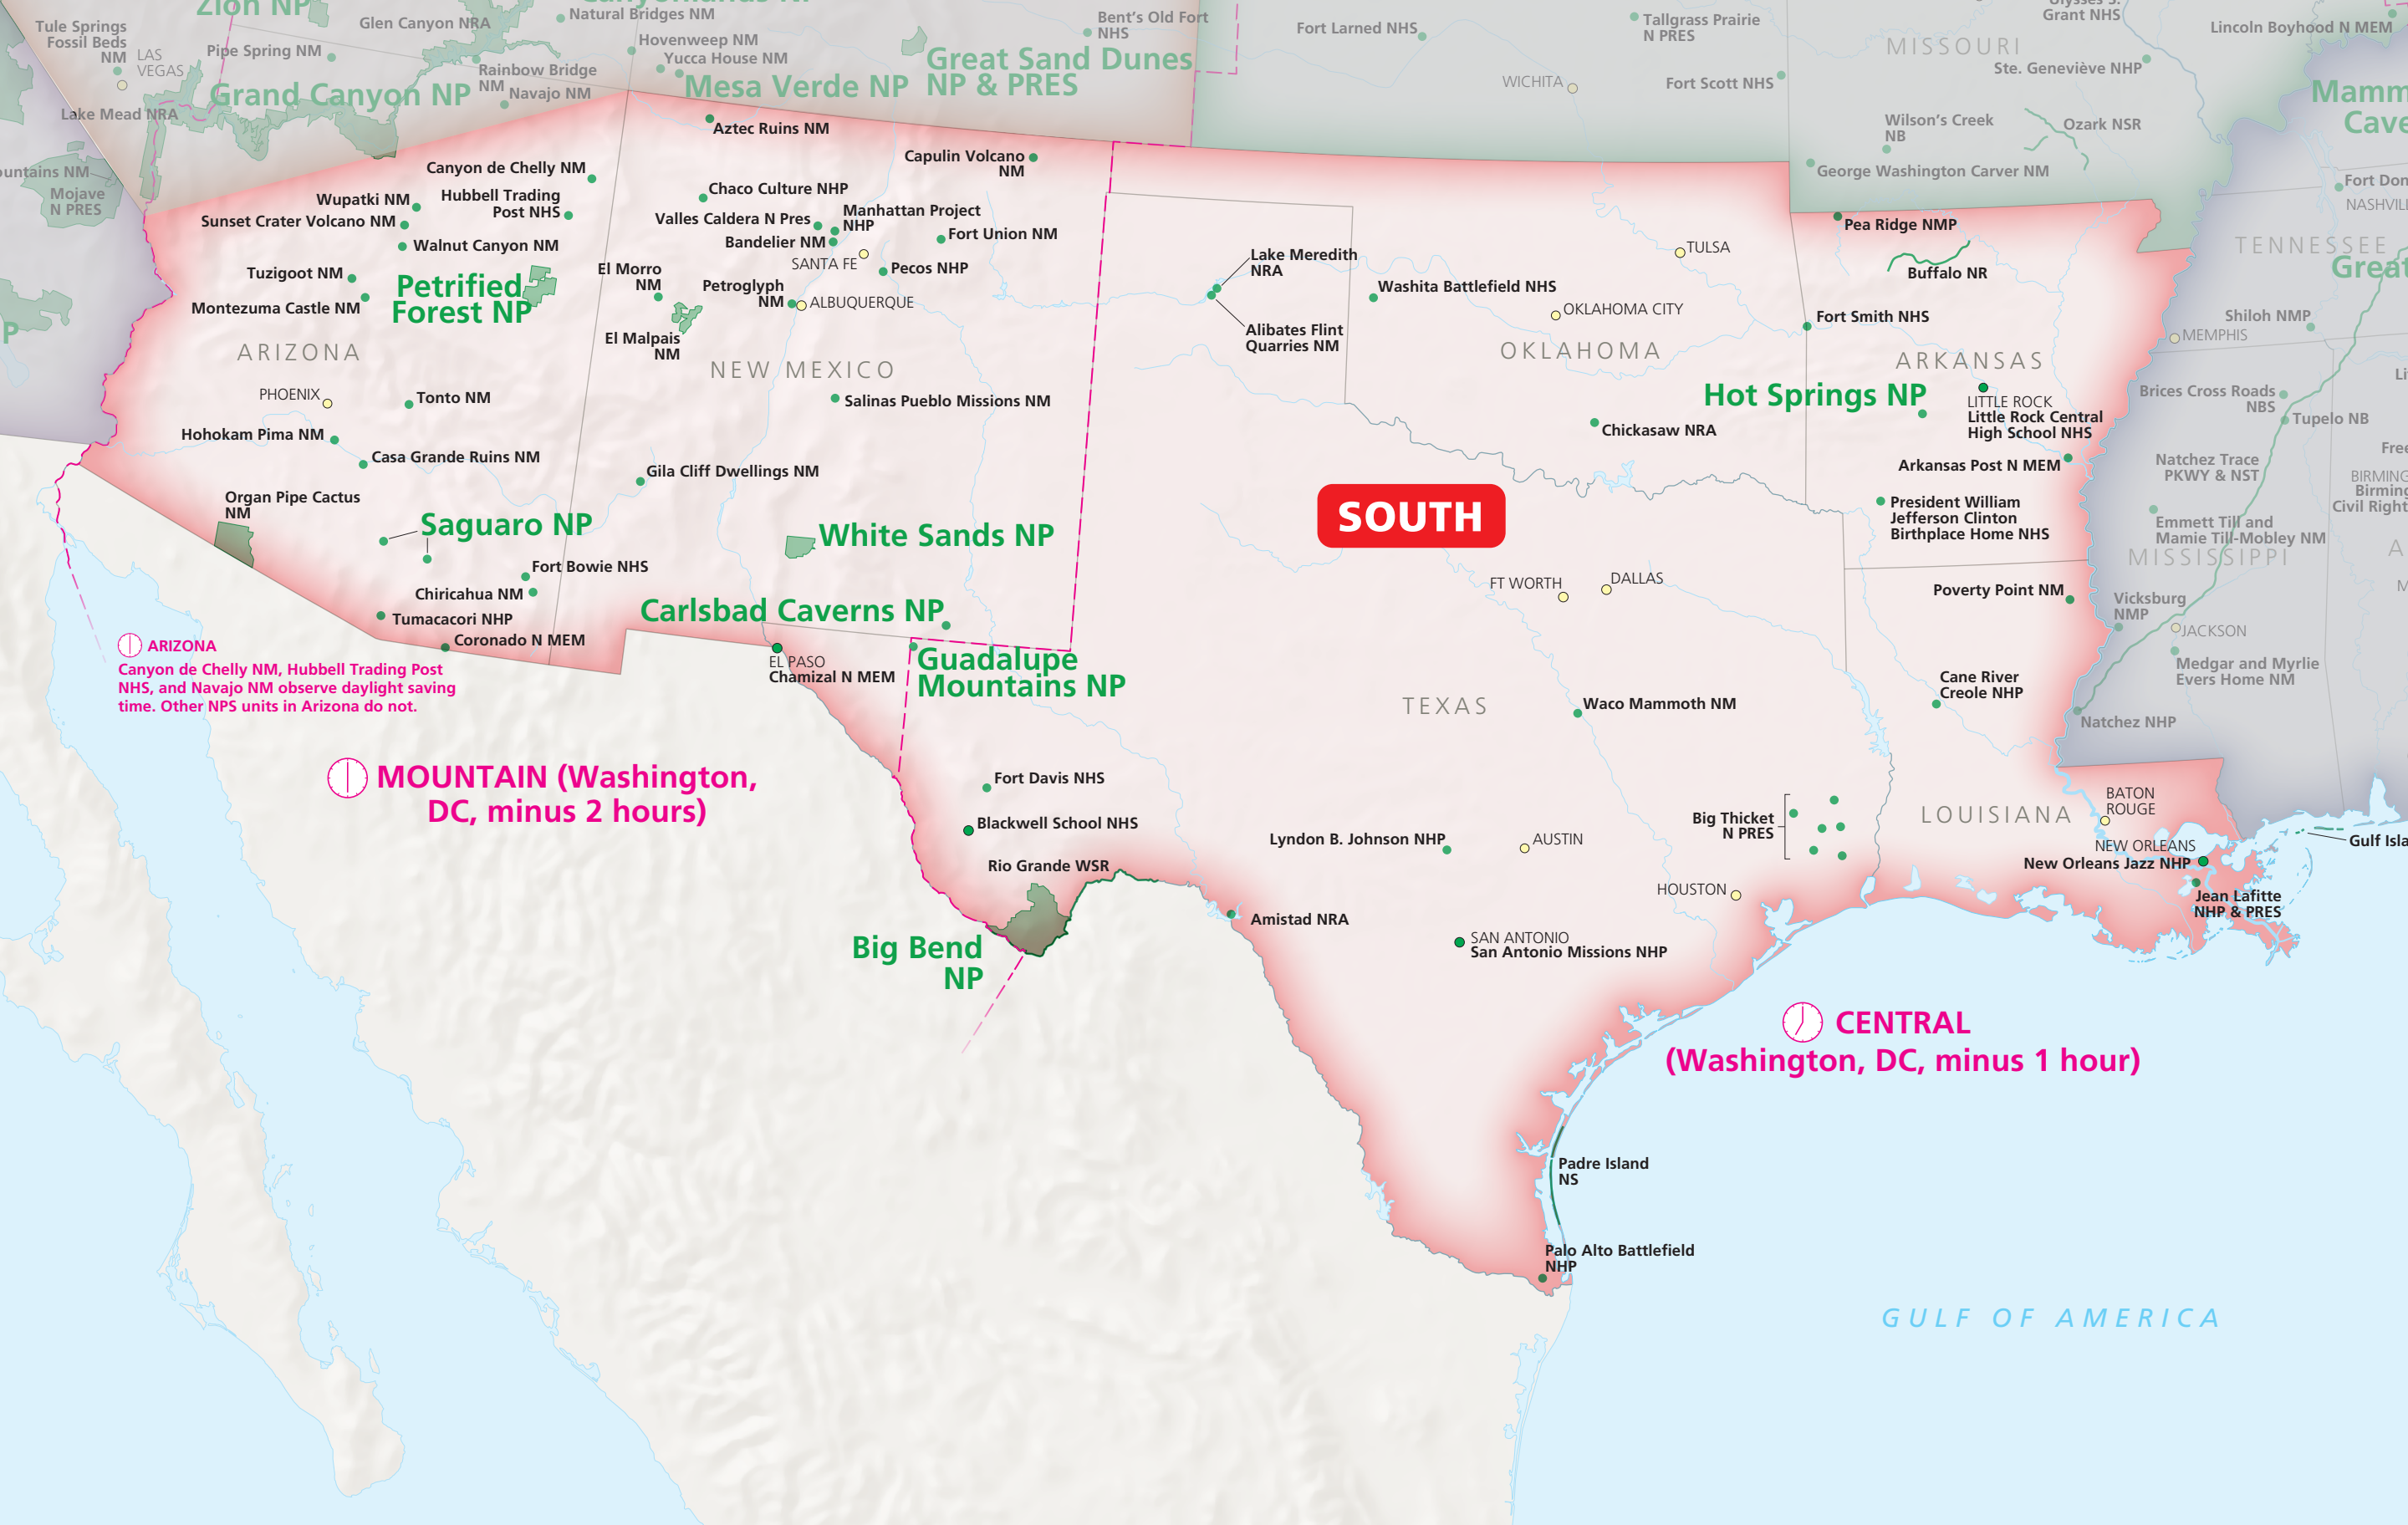 Zion NP
Canyonlands NP
Tule Springs
Fossil Beds
NM
LAS
VEGAS
Pipe Spring NM
Glen Canyon NRA
Natural Bridges NM
Hovenweep NM
Yucca House NM
Rainbow Bridge
NM
Navajo NM
Grand Canyon NP
Lake Mead NRA
Mesa Verde NP
Great Sand Dunes
NP & PRES
Bent's Old Fort
NHS
Fort Larned NHS
WICHITA
Tallgrass Prairie
N PRES
Fort Scott NHS
MISSOURI
Ulysses S.
Grant NHS
Ste. Geneviève NHP
Lincoln Boyhood N MEM
Wilson's Creek
NB
Ozark NSR
George Washington Carver NM
Mamm
Cave
Fort Don
NASHVILL
TENNESSEE
Great
Shiloh NMP
MEMPHIS
Brices Cross Roads
NBS
Tupelo NB
Natchez Trace
PKWY & NST
Li
Free
BIRMING
Birming
Civil Right
A
M
Emmett Till and
Mamie Till-Mobley NM
MISSISSIPPI
Vicksburg
NMP
JACKSON
Medgar and Myrlie
Evers Home NM
Natchez NHP
Gulf Isla
ountains NM
Mojave
N PRES
P
Canyon de Chelly NM
Wupatki NM
Hubbell Trading
Post NHS
Sunset Crater Volcano NM
Walnut Canyon NM
Tuzigoot NM
Petrified
Forest NP
Montezuma Castle NM
ARIZONA
PHOENIX
Tonto NM
Hohokam Pima NM
Casa Grande Ruins NM
Organ Pipe Cactus
NM
Saguaro NP
Fort Bowie NHS
Chiricahua NM
Tumacacori NHP
Coronado N MEM
ARIZONA
Canyon de Chelly NM, Hubbell Trading Post
NHS, and Navajo NM observe daylight saving
time. Other NPS units in Arizona do not.
MOUNTAIN (Washington,
DC, minus 2 hours)
Aztec Ruins NM
Capulin Volcano
NM
Chaco Culture NHP
Valles Caldera N Pres
Manhattan Project
NHP
Bandelier NM
Fort Union NM
SANTA FE
Pecos NHP
El Morro
NM
Petroglyph
NM
ALBUQUERQUE
El Malpais
NM
NEW MEXICO
Salinas Pueblo Missions NM
Gila Cliff Dwellings NM
White Sands NP
Carlsbad Caverns NP
EL PASO
Chamizal N MEM
Guadalupe
Mountains NP
Lake Meredith
NRA
Alibates Flint
Quarries NM
Washita Battlefield NHS
TULSA
OKLAHOMA CITY
OKLAHOMA
Chickasaw NRA
SOUTH
Pea Ridge NMP
Buffalo NR
Fort Smith NHS
ARKANSAS
Hot Springs NP
LITTLE ROCK
Little Rock Central
High School NHS
Arkansas Post N MEM
President William
Jefferson Clinton
Birthplace Home NHS
FT WORTH
DALLAS
TEXAS
Waco Mammoth NM
Fort Davis NHS
Blackwell School NHS
Rio Grande WSR
Big Bend
NP
Amistad NRA
Lyndon B. Johnson NHP
AUSTIN
Big Thicket
N PRES
HOUSTON
SAN ANTONIO
San Antonio Missions NHP
Padre Island
NS
Palo Alto Battlefield
NHP
Poverty Point NM
Cane River
Creole NHP
LOUISIANA
BATON
ROUGE
NEW ORLEANS
New Orleans Jazz NHP
Jean Lafitte
NHP & PRES
CENTRAL
(Washington, DC, minus 1 hour)
GULF OF AMERICA